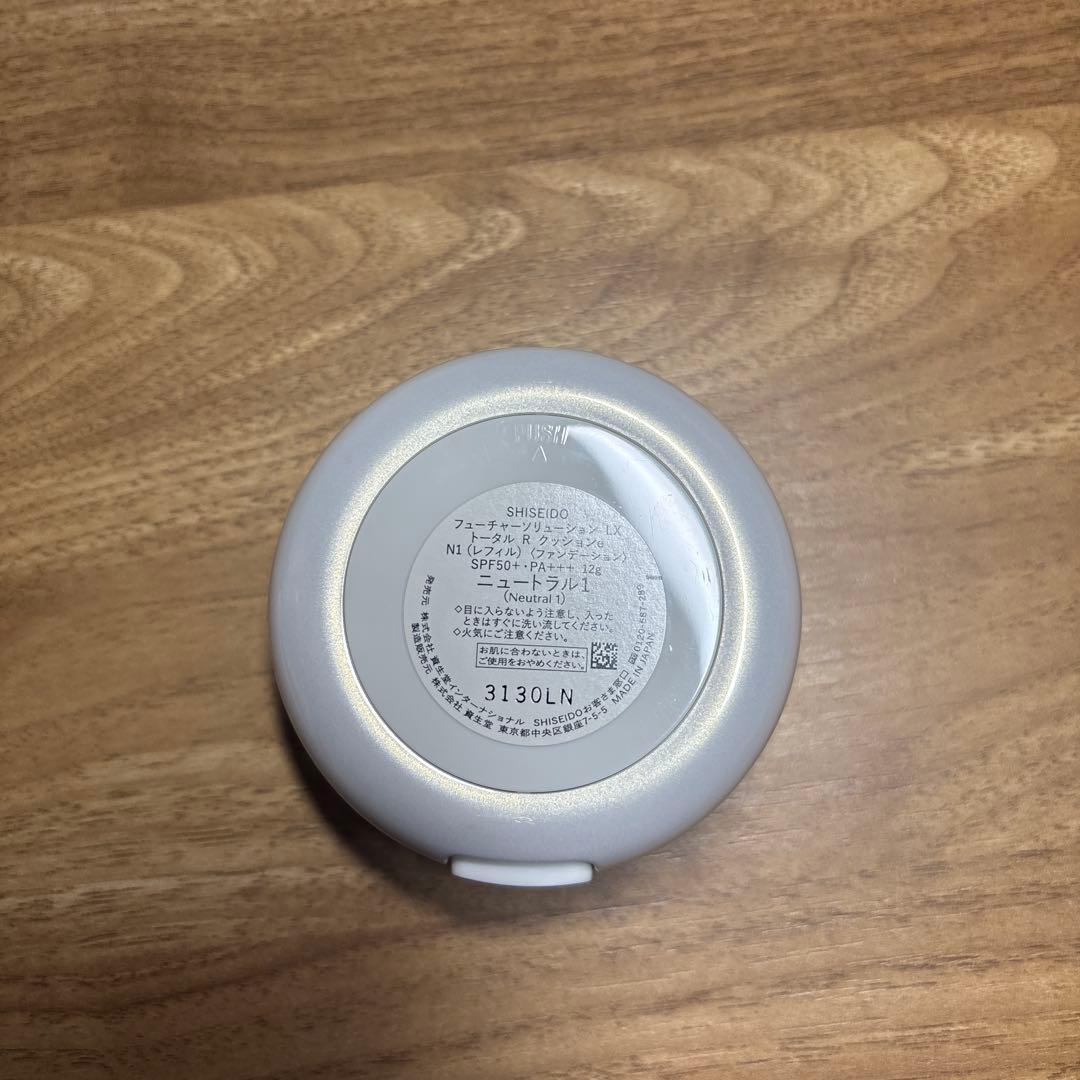 PUSH
SHISEIDO
フューチャーソリューション LX
トータル R クッションe
N1（レフィル）〈ファンデーション〉
SPF50+・PA+++ 12g
ニュートラル1
(Neutral 1)
◇目に入らないよう注意し、入った
ときはすぐに洗い流してください。
◇火気にご注意ください。
お肌に合わないときは、
ご使用をおやめください。
3130LN
発売元 株式会社 資生堂インターナショナル SHISEIDOお客さま窓口 0120-587-289
製造販売元 株式会社 資生堂 東京都中央区銀座7-5-5 MADE IN JAPAN